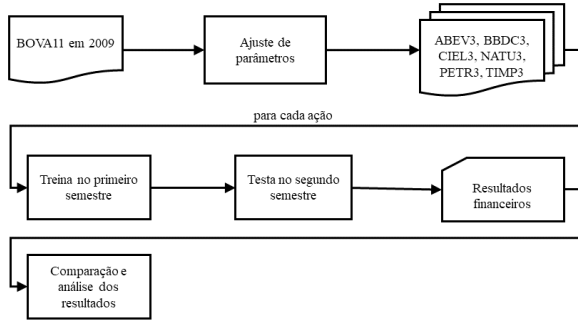 BOVA11 em 2009
Ajuste de
parâmetros
ABEV3, BBDC3,
CIEL3, NATU3,
PETR3, TIMP3
para cada ação
Treina no primeiro
semestre
Testa no segundo
semestre
Resultados
financeiros
Comparação e
análise dos
resultados